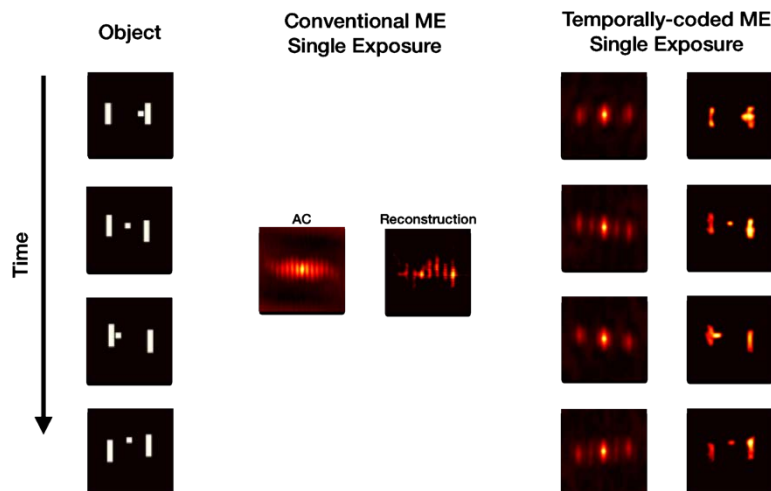 Object
Conventional ME
Single Exposure
Temporally-coded ME
Single Exposure
Time
AC
Reconstruction